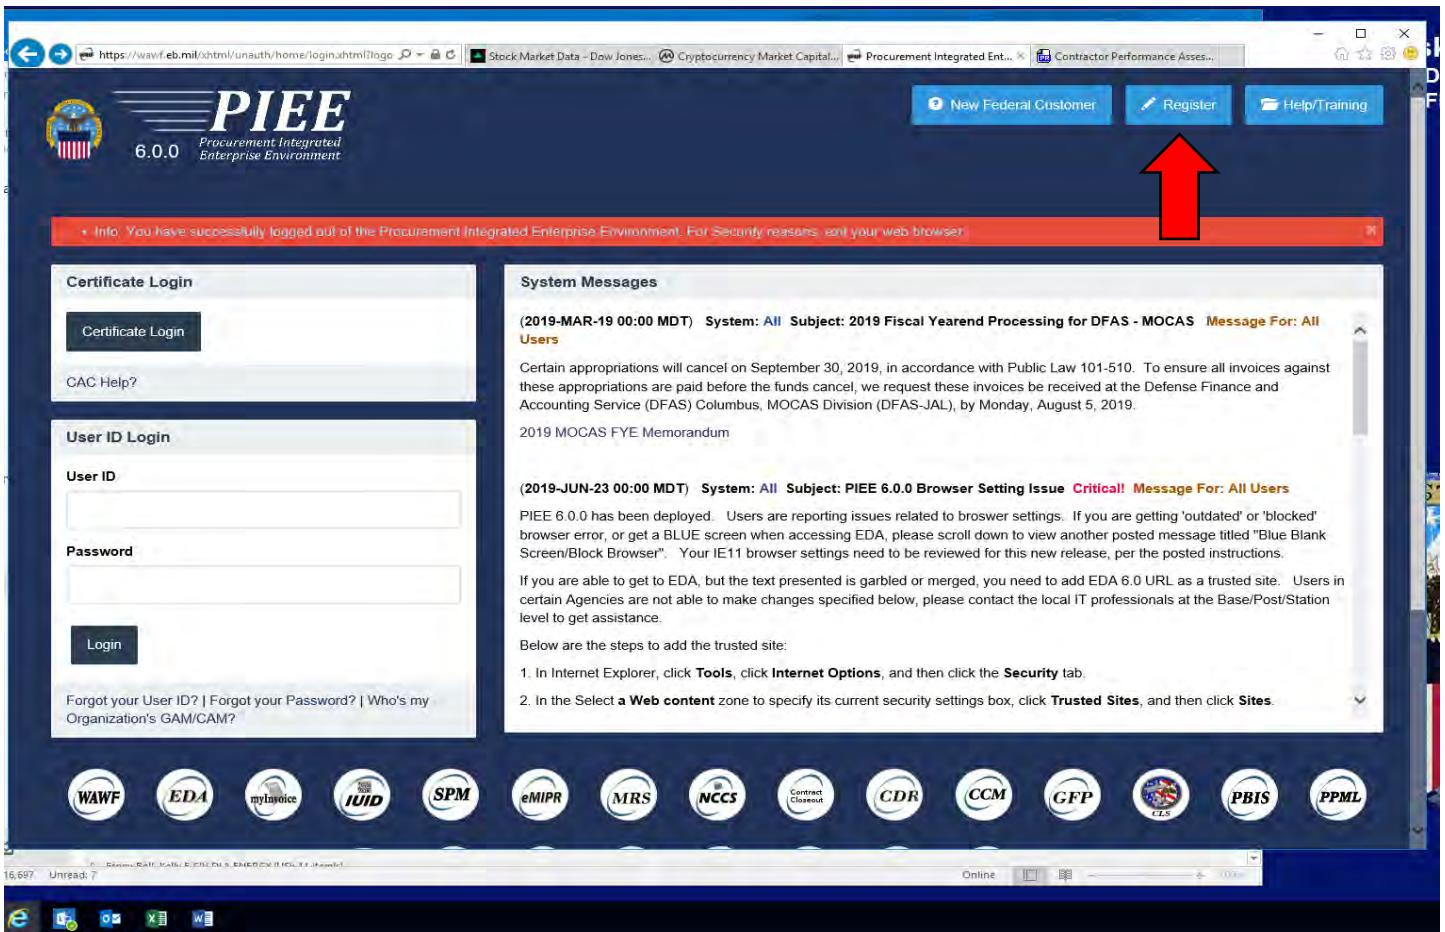 https://wawf.eb.mil/xhtml/unauth/home/login.xhtml?logo
Stock Market Data - Dow Jones...
Cryptocurrency Market Capital...
Procurement Integrated Ent...
Contractor Performance Asses...
PIEE
6.0.0
Procurement Integrated
Enterprise Environment
New Federal Customer
Register
Help/Training
Info: You have successfully logged out of the Procurement Integrated Enterprise Environment. For Security reasons, exit your web browser.
Certificate Login
Certificate Login
CAC Help?
User ID Login
User ID
Password
Login
Forgot your User ID? | Forgot your Password? | Who's my
Organization's GAM/CAM?
System Messages
(2019-MAR-19 00:00 MDT) System: All Subject: 2019 Fiscal Yearend Processing for DFAS - MOCAS Message For: All
Users
Certain appropriations will cancel on September 30, 2019, in accordance with Public Law 101-510. To ensure all invoices against
these appropriations are paid before the funds cancel, we request these invoices be received at the Defense Finance and
Accounting Service (DFAS) Columbus, MOCAS Division (DFAS-JAL), by Monday, August 5, 2019.
2019 MOCAS FYE Memorandum
(2019-JUN-23 00:00 MDT) System: All Subject: PIEE 6.0.0 Browser Setting Issue Critical! Message For: All Users
PIEE 6.0.0 has been deployed. Users are reporting issues related to broswer settings. If you are getting 'outdated' or 'blocked'
browser error, or get a BLUE screen when accessing EDA, please scroll down to view another posted message titled "Blue Blank
Screen/Block Browser". Your IE11 browser settings need to be reviewed for this new release, per the posted instructions.
If you are able to get to EDA, but the text presented is garbled or merged, you need to add EDA 6.0 URL as a trusted site. Users in
certain Agencies are not able to make changes specified below, please contact the local IT professionals at the Base/Post/Station
level to get assistance.
Below are the steps to add the trusted site:
1. In Internet Explorer, click Tools, click Internet Options, and then click the Security tab.
2. In the Select a Web content zone to specify its current security settings box, click Trusted Sites, and then click Sites.
WAWF
EDA
myInvoice
IUID
SPM
eMIPR
MRS
NCCS
Contract
Closeout
CDR
CCM
GFP
CLS
PBIS
PPML
16,697 Unread: 7
Online